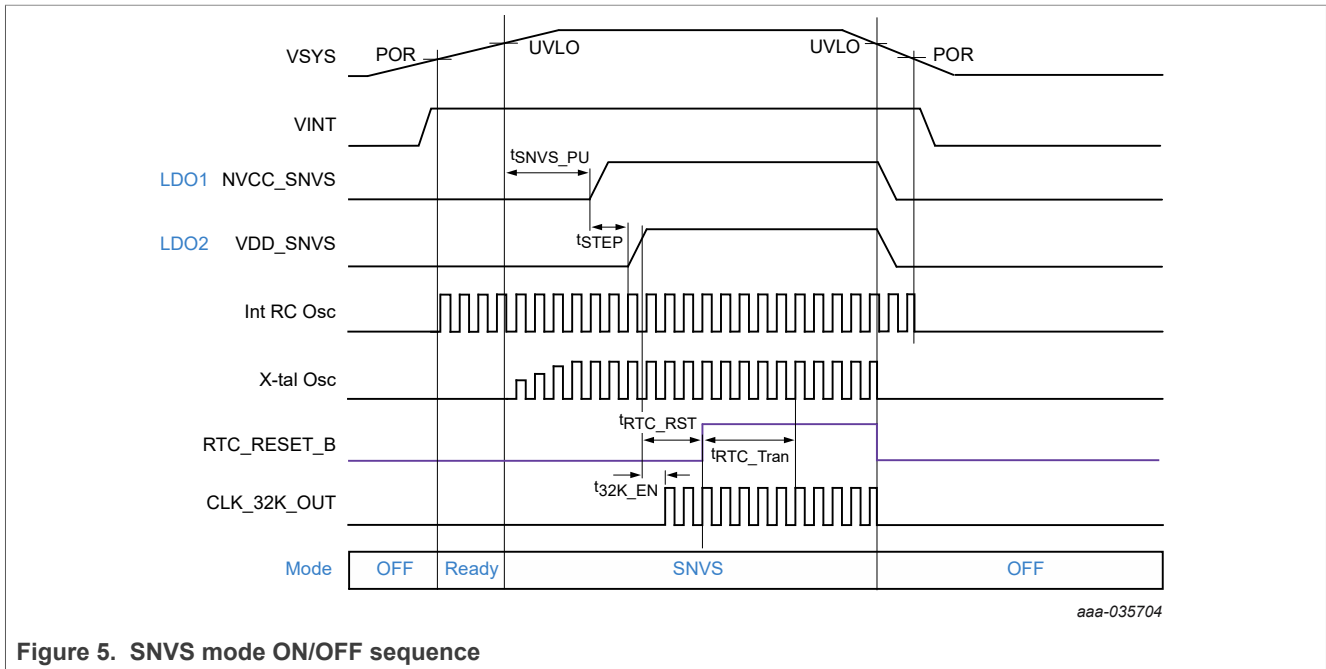 VSYS POR UVLO UVLO POR
VINT
LDO1 NVCC_SNVS tSNVS_PU
LDO2 VDD_SNVS tSTEP
Int RC Osc
X-tal Osc
RTC_RESET_B tRTC_RST tRTC_Tran
CLK_32K_OUT t32K_EN
Mode OFF Ready SNVS OFF
aaa-035704
Figure 5. SNVS mode ON/OFF sequence